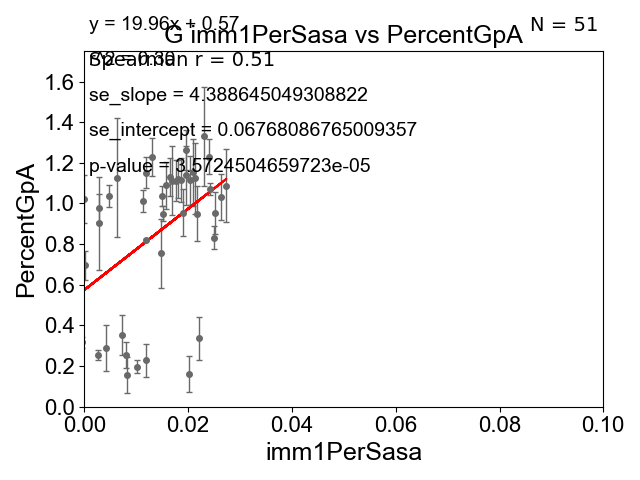 y = 19.96x + 0.57
N = 51
G imm1PerSasa vs PercentGpA
Spearman r = 0.51
se_slope = 4.388645049308822
se_intercept = 0.06768086765009357
p-value = 3.5724504659723e-05
PercentGpA
1.6
1.4
1.2
1.0
0.8
0.6
0.4
0.2
0.0
0.00
0.02
0.04
0.06
0.08
0.10
imm1PerSasa